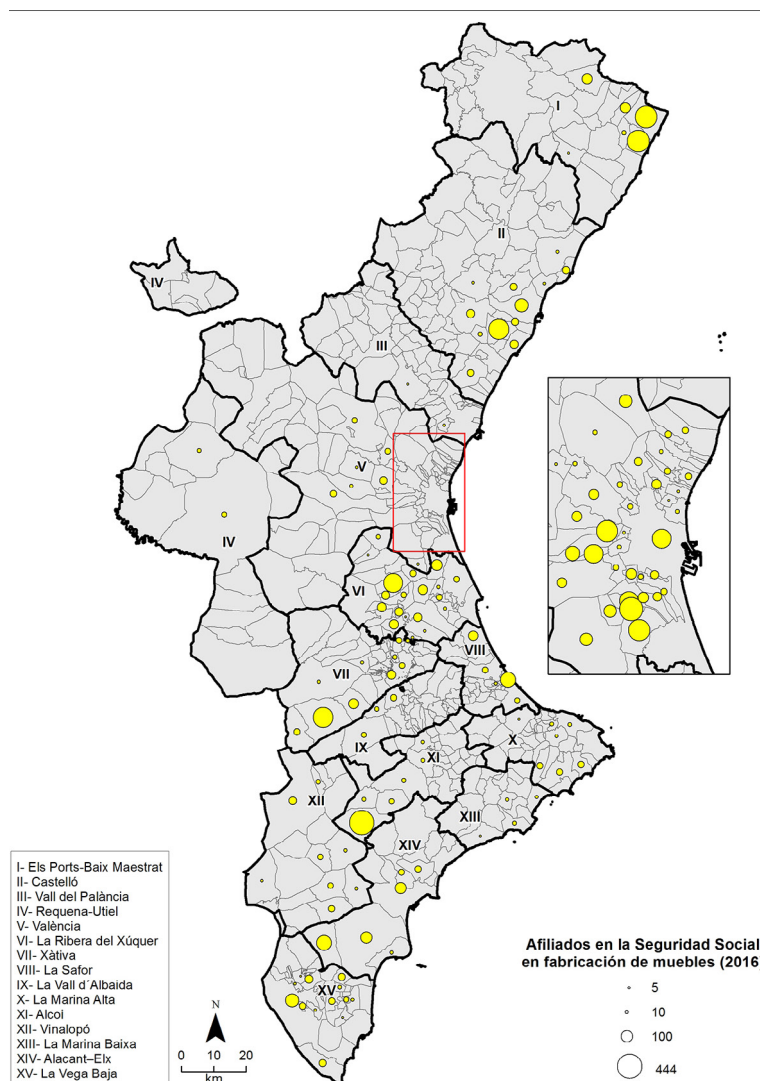 I
II
IV
III
V
IV
VI
VIII
VII
X
IX
XI
XII
XIII
XIV
XV
I- Els Ports-Baix Maestrat
II- Castelló
III- Vall del Palància
IV- Requena-Utiel
V- València
VI- La Ribera del Xúquer
VII- Xàtiva
VIII- La Safor
IX- La Vall d´Albaida
X- La Marina Alta
XI- Alcoi
XII- Vinalopó
XIII- La Marina Baixa
XIV- Alacant–Elx
XV- La Vega Baja
N
0 10 20
km
Afiliados en la Seguridad Social
en fabricación de muebles (2016)
5
10
100
444